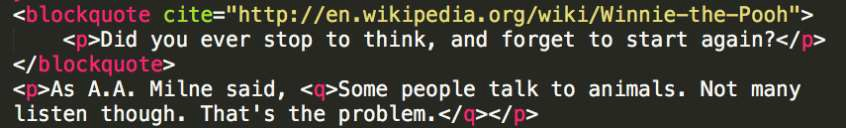 <blockquote cite="http://en.wikipedia.org/wiki/Winnie-the-Pooh">
    <p>Did you ever stop to think, and forget to start again?</p>
</blockquote>
<p>As A.A. Milne said, <q>Some people talk to animals. Not many
listen though. That's the problem.</q></p>